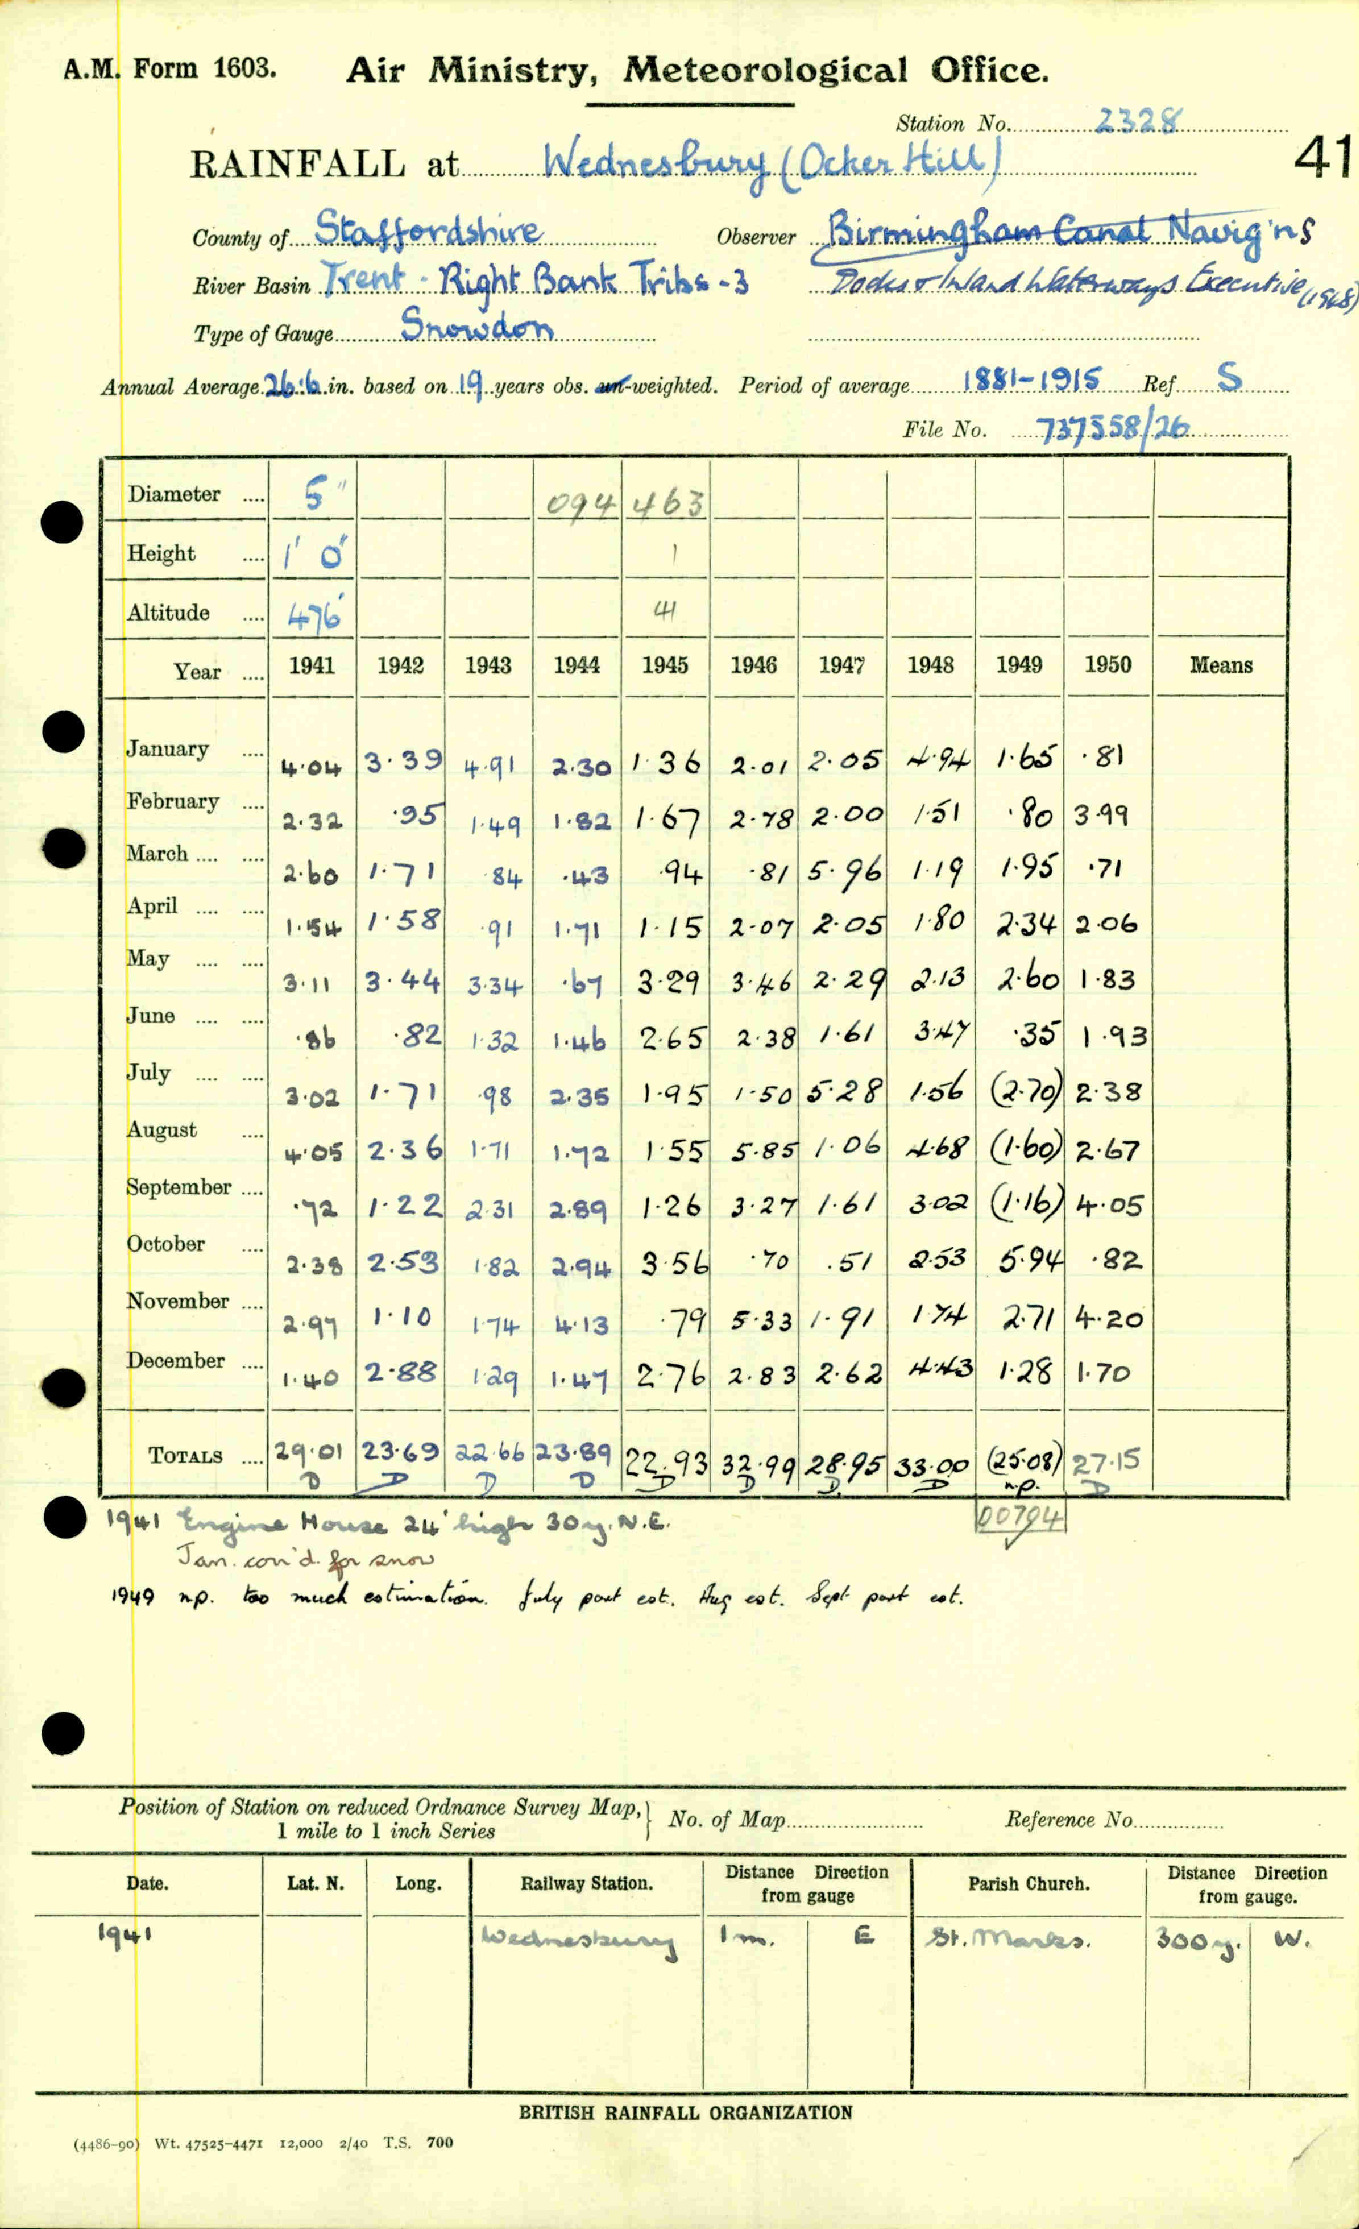 A.M. Form 1603. Air Ministry, Meteorological Office.
Station No. 2328
41
RAINFALL at Wednesbury (Ocker Hill)
County of Staffordshire Observer Birmingham Canal Navig'ns
River Basin Trent - Right Bank Tribs - 3 Docks & Inland Waterways Executive (1948)
Type of Gauge Snowdon
Annual Average 26.6 in. based on 19 years obs. un-weighted. Period of average 1881-1915 Ref. S
File No. 737558/26
Diameter .... 5" 094 463
Height .... 1' 0" 1
Altitude .... 476' 41
Year .... 1941 1942 1943 1944 1945 1946 1947 1948 1949 1950 Means
January .... 4.04 3.39 4.91 2.30 1.36 2.01 2.05 4.94 1.65 .81
February .... 2.32 .95 1.49 1.82 1.67 2.78 2.00 1.51 .80 3.99
March .... .... 2.60 1.71 .84 .43 .94 .81 5.96 1.19 1.95 .71
April .... .... 1.54 1.58 .91 1.71 1.15 2.07 2.05 1.80 2.34 2.06
May .... .... 3.11 3.44 3.34 .67 3.29 3.46 2.29 2.13 2.60 1.83
June .... .... .86 .82 1.32 1.46 2.65 2.38 1.61 3.47 .35 1.93
July .... .... 3.02 1.71 .98 2.35 1.95 1.50 5.28 1.56 (2.70) 2.38
August .... 4.05 2.36 1.71 1.72 1.55 5.85 1.06 4.68 (1.60) 2.67
September .... .72 1.22 2.31 2.89 1.26 3.27 1.61 3.02 (1.16) 4.05
October .... 2.38 2.53 1.82 2.94 3.56 .70 .51 2.53 5.94 .82
November .... 2.97 1.10 1.74 4.13 .79 5.33 1.91 1.74 2.71 4.20
December .... 1.40 2.88 1.29 1.47 2.76 2.83 2.62 4.43 1.28 1.70
TOTALS .... 29.01 23.69 22.66 23.89 22.93 32.99 28.95 33.00 (25.08) 27.15
D D D D D D D D n.p. D
1941 Engine House 24' high 30y. N.E. 00794
Jan. con'd. for snow
1949 n.p. too much estimation. July part est. Aug est. Sept part est.
Position of Station on reduced Ordnance Survey Map, } No. of Map Reference No.
1 mile to 1 inch Series
Date. Lat. N. Long. Railway Station. Distance Direction from gauge Parish Church. Distance Direction from gauge.
1941 Wednesbury 1 m. E St. Marks. 300 y. W.
BRITISH RAINFALL ORGANIZATION
(4486-90) Wt. 47525-4471 12,000 2/40 T.S. 700